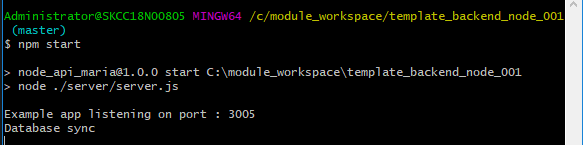 Administrator@SKCC18N00805 MINGW64 /c/module_workspace/template_backend_node_001
(master)
$ npm start
> node_api_maria@1.0.0 start C:\module_workspace\template_backend_node_001
> node ./server/server.js
Example app listening on port : 3005
Database sync